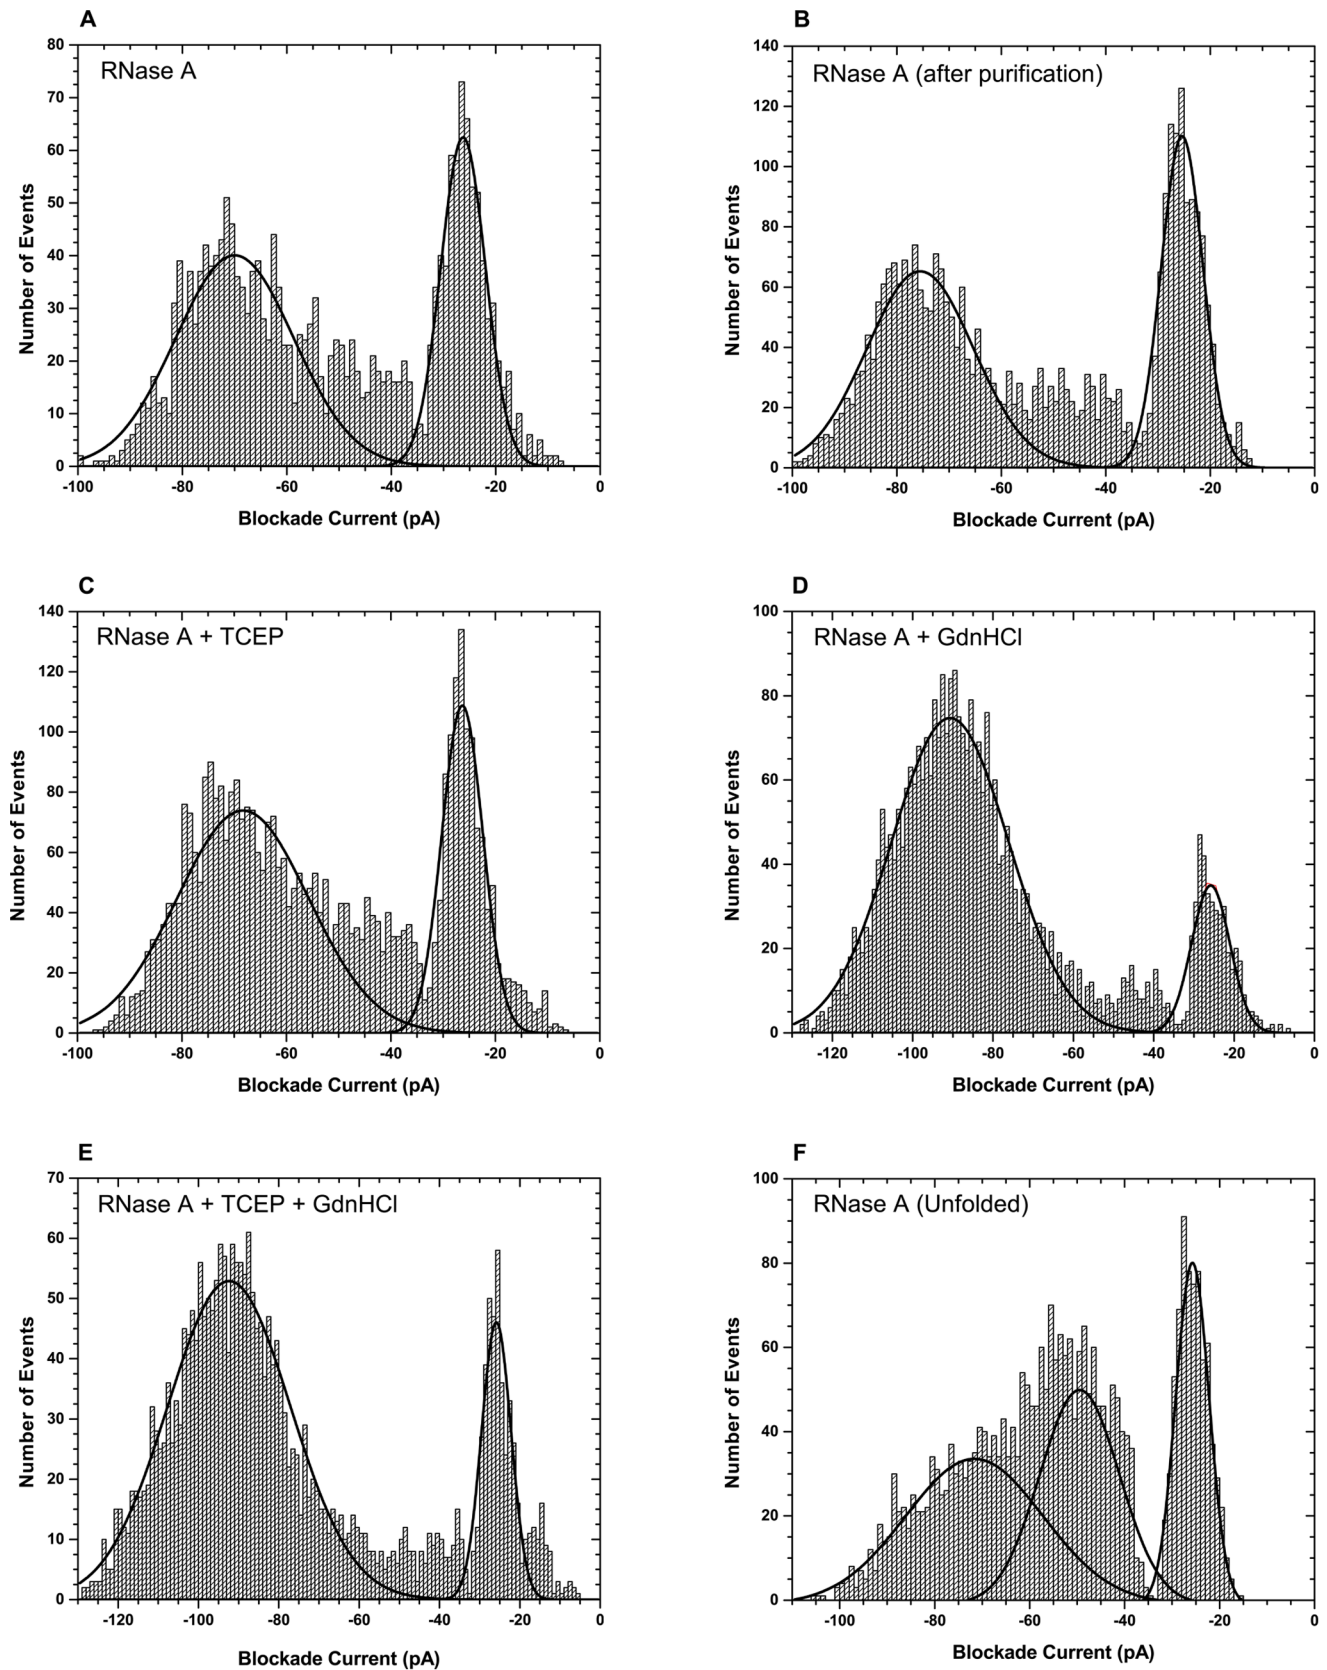 A
RNase A
80
70
60
50
40
30
20
10
0
Number of Events
-100 -80 -60 -40 -20 0
Blockade Current (pA)
B
RNase A (after purification)
140
120
100
80
60
40
20
0
Number of Events
-100 -80 -60 -40 -20 0
Blockade Current (pA)
C
RNase A + TCEP
140
120
100
80
60
40
20
0
Number of Events
-100 -80 -60 -40 -20 0
Blockade Current (pA)
D
RNase A + GdnHCl
100
80
60
40
20
0
Number of Events
-120 -100 -80 -60 -40 -20 0
Blockade Current (pA)
E
RNase A + TCEP + GdnHCl
70
60
50
40
30
20
10
0
Number of Events
-120 -100 -80 -60 -40 -20 0
Blockade Current (pA)
F
RNase A (Unfolded)
100
80
60
40
20
0
Number of Events
-100 -80 -60 -40 -20 0
Blockade Current (pA)